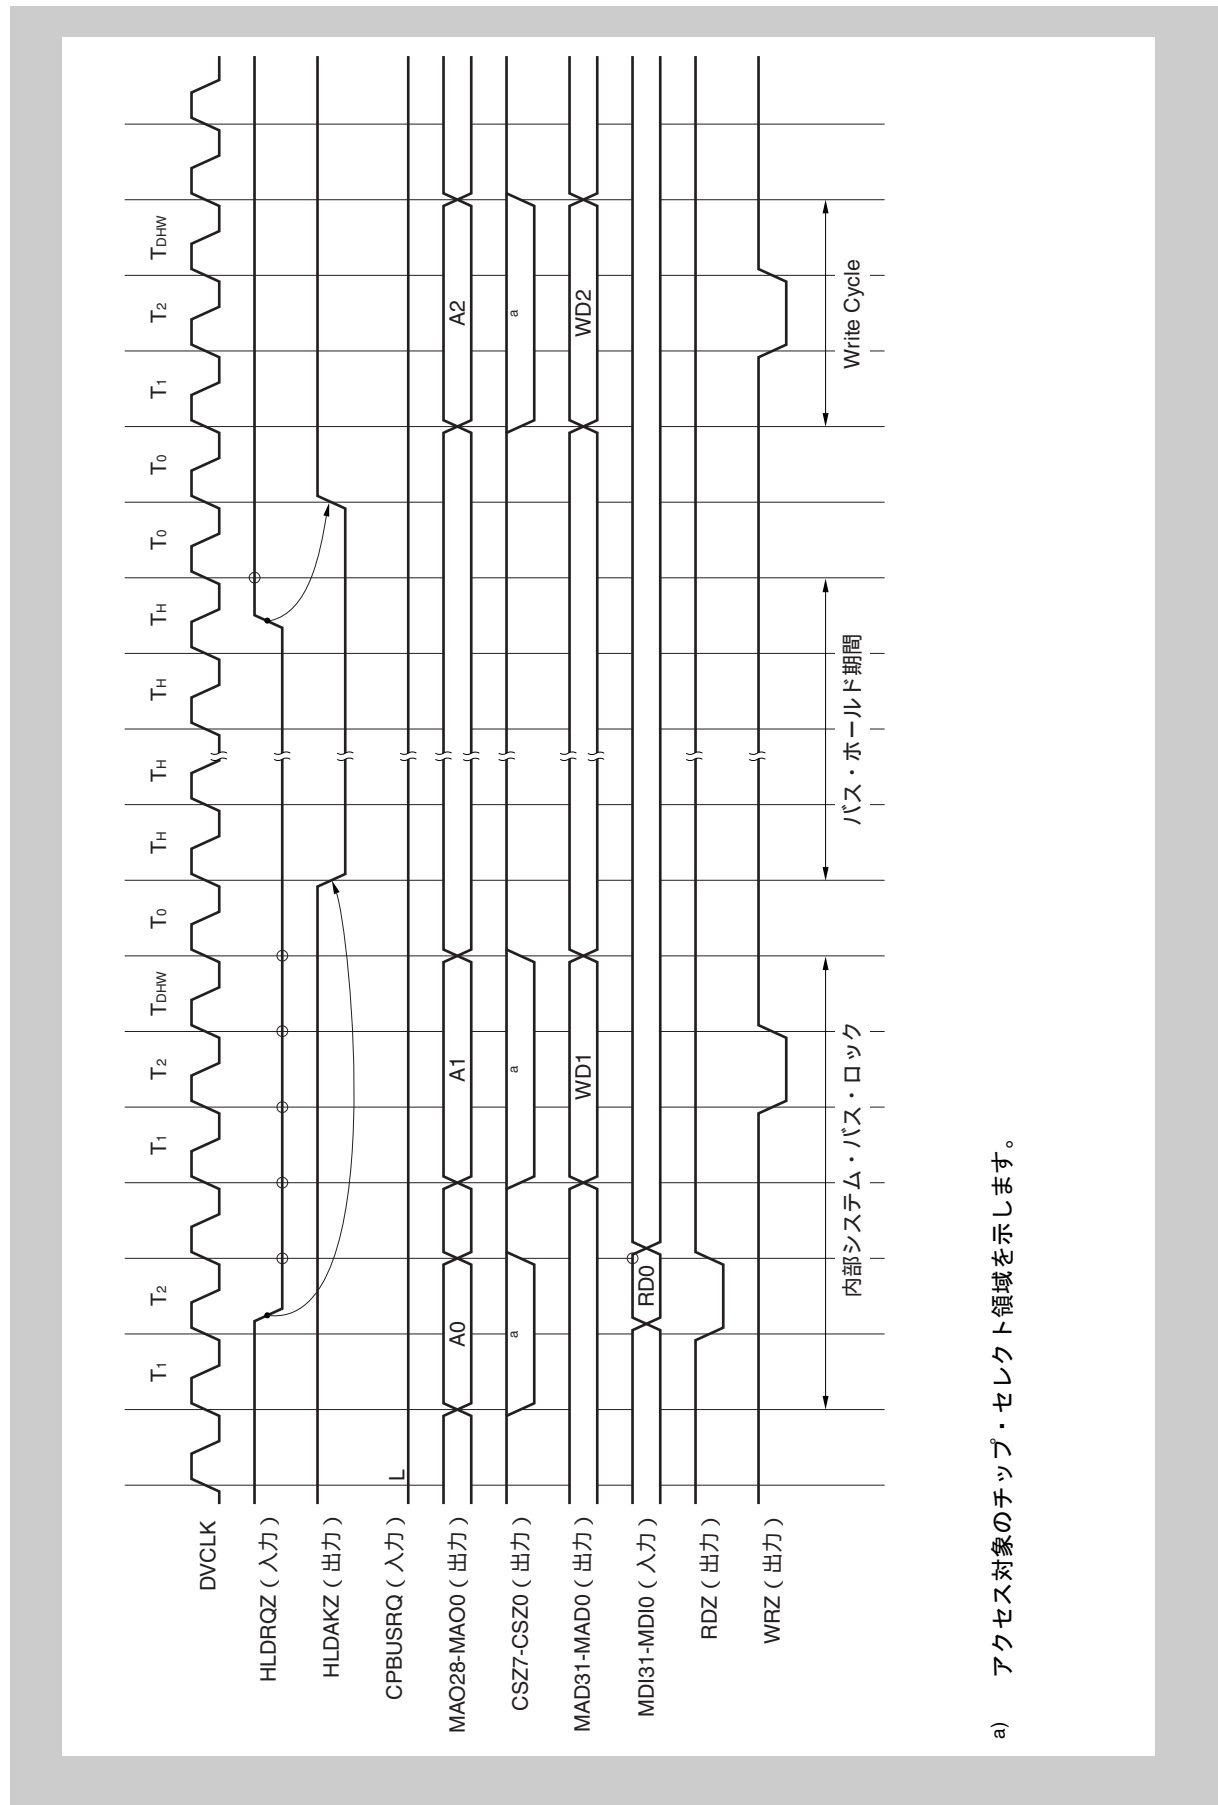 T1 T2 T1 T2 TDHW T0 TH TH TH TH T0 T0 T1 T2 TDHW
DVCLK
HLDRQZ（入力）
HLDAKZ（出力）
CPBUSRQ（入力） L
MAO28-MAO0（出力） A0 A1 A2
CSZ7-CSZ0（出力） a a a
MAD31-MAD0（出力） WD1 WD2
MDI31-MDI0（入力） RD0
RDZ（出力）
WRZ（出力）
内部システム・バス・ロック バス・ホールド期間 Write Cycle
a) アクセス対象のチップ・セレクト領域を示します。